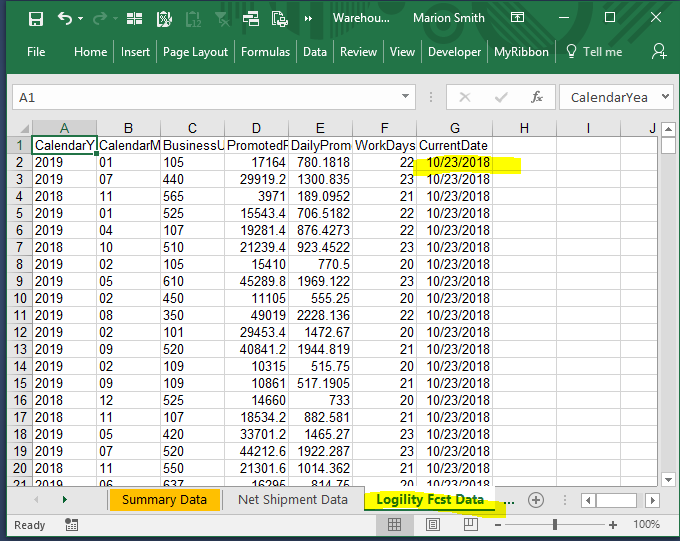 Warehou... Marion Smith
File Home Insert Page Layout Formulas Data Review View Developer MyRibbon Tell me
A1 fx CalendarYea
A B C D E F G H I J
1 CalendarY CalendarM BusinessU PromotedF DailyProm WorkDays CurrentDate
2 2019 01 105 17164 780.1818 22 10/23/2018
3 2019 07 440 29919.2 1300.835 23 10/23/2018
4 2018 11 565 3971 189.0952 21 10/23/2018
5 2019 01 525 15543.4 706.5182 22 10/23/2018
6 2019 04 107 19281.4 876.4273 22 10/23/2018
7 2018 10 510 21239.4 923.4522 23 10/23/2018
8 2019 02 105 15410 770.5 20 10/23/2018
9 2019 05 610 45289.8 1969.122 23 10/23/2018
10 2019 02 450 11105 555.25 20 10/23/2018
11 2019 08 350 49019 2228.136 22 10/23/2018
12 2019 02 101 29453.4 1472.67 20 10/23/2018
13 2019 09 520 40841.2 1944.819 21 10/23/2018
14 2019 02 109 10315 515.75 20 10/23/2018
15 2019 09 109 10861 517.1905 21 10/23/2018
16 2018 12 525 14660 733 20 10/23/2018
17 2018 11 107 18534.2 882.581 21 10/23/2018
18 2019 05 420 33701.2 1465.27 23 10/23/2018
19 2019 07 520 44212.6 1922.287 23 10/23/2018
20 2018 11 550 21301.6 1014.362 21 10/23/2018
21 2019 06 637 16295 814.75 20 10/23/2018
Summary Data Net Shipment Data Logility Fcst Data ...
Ready 100%